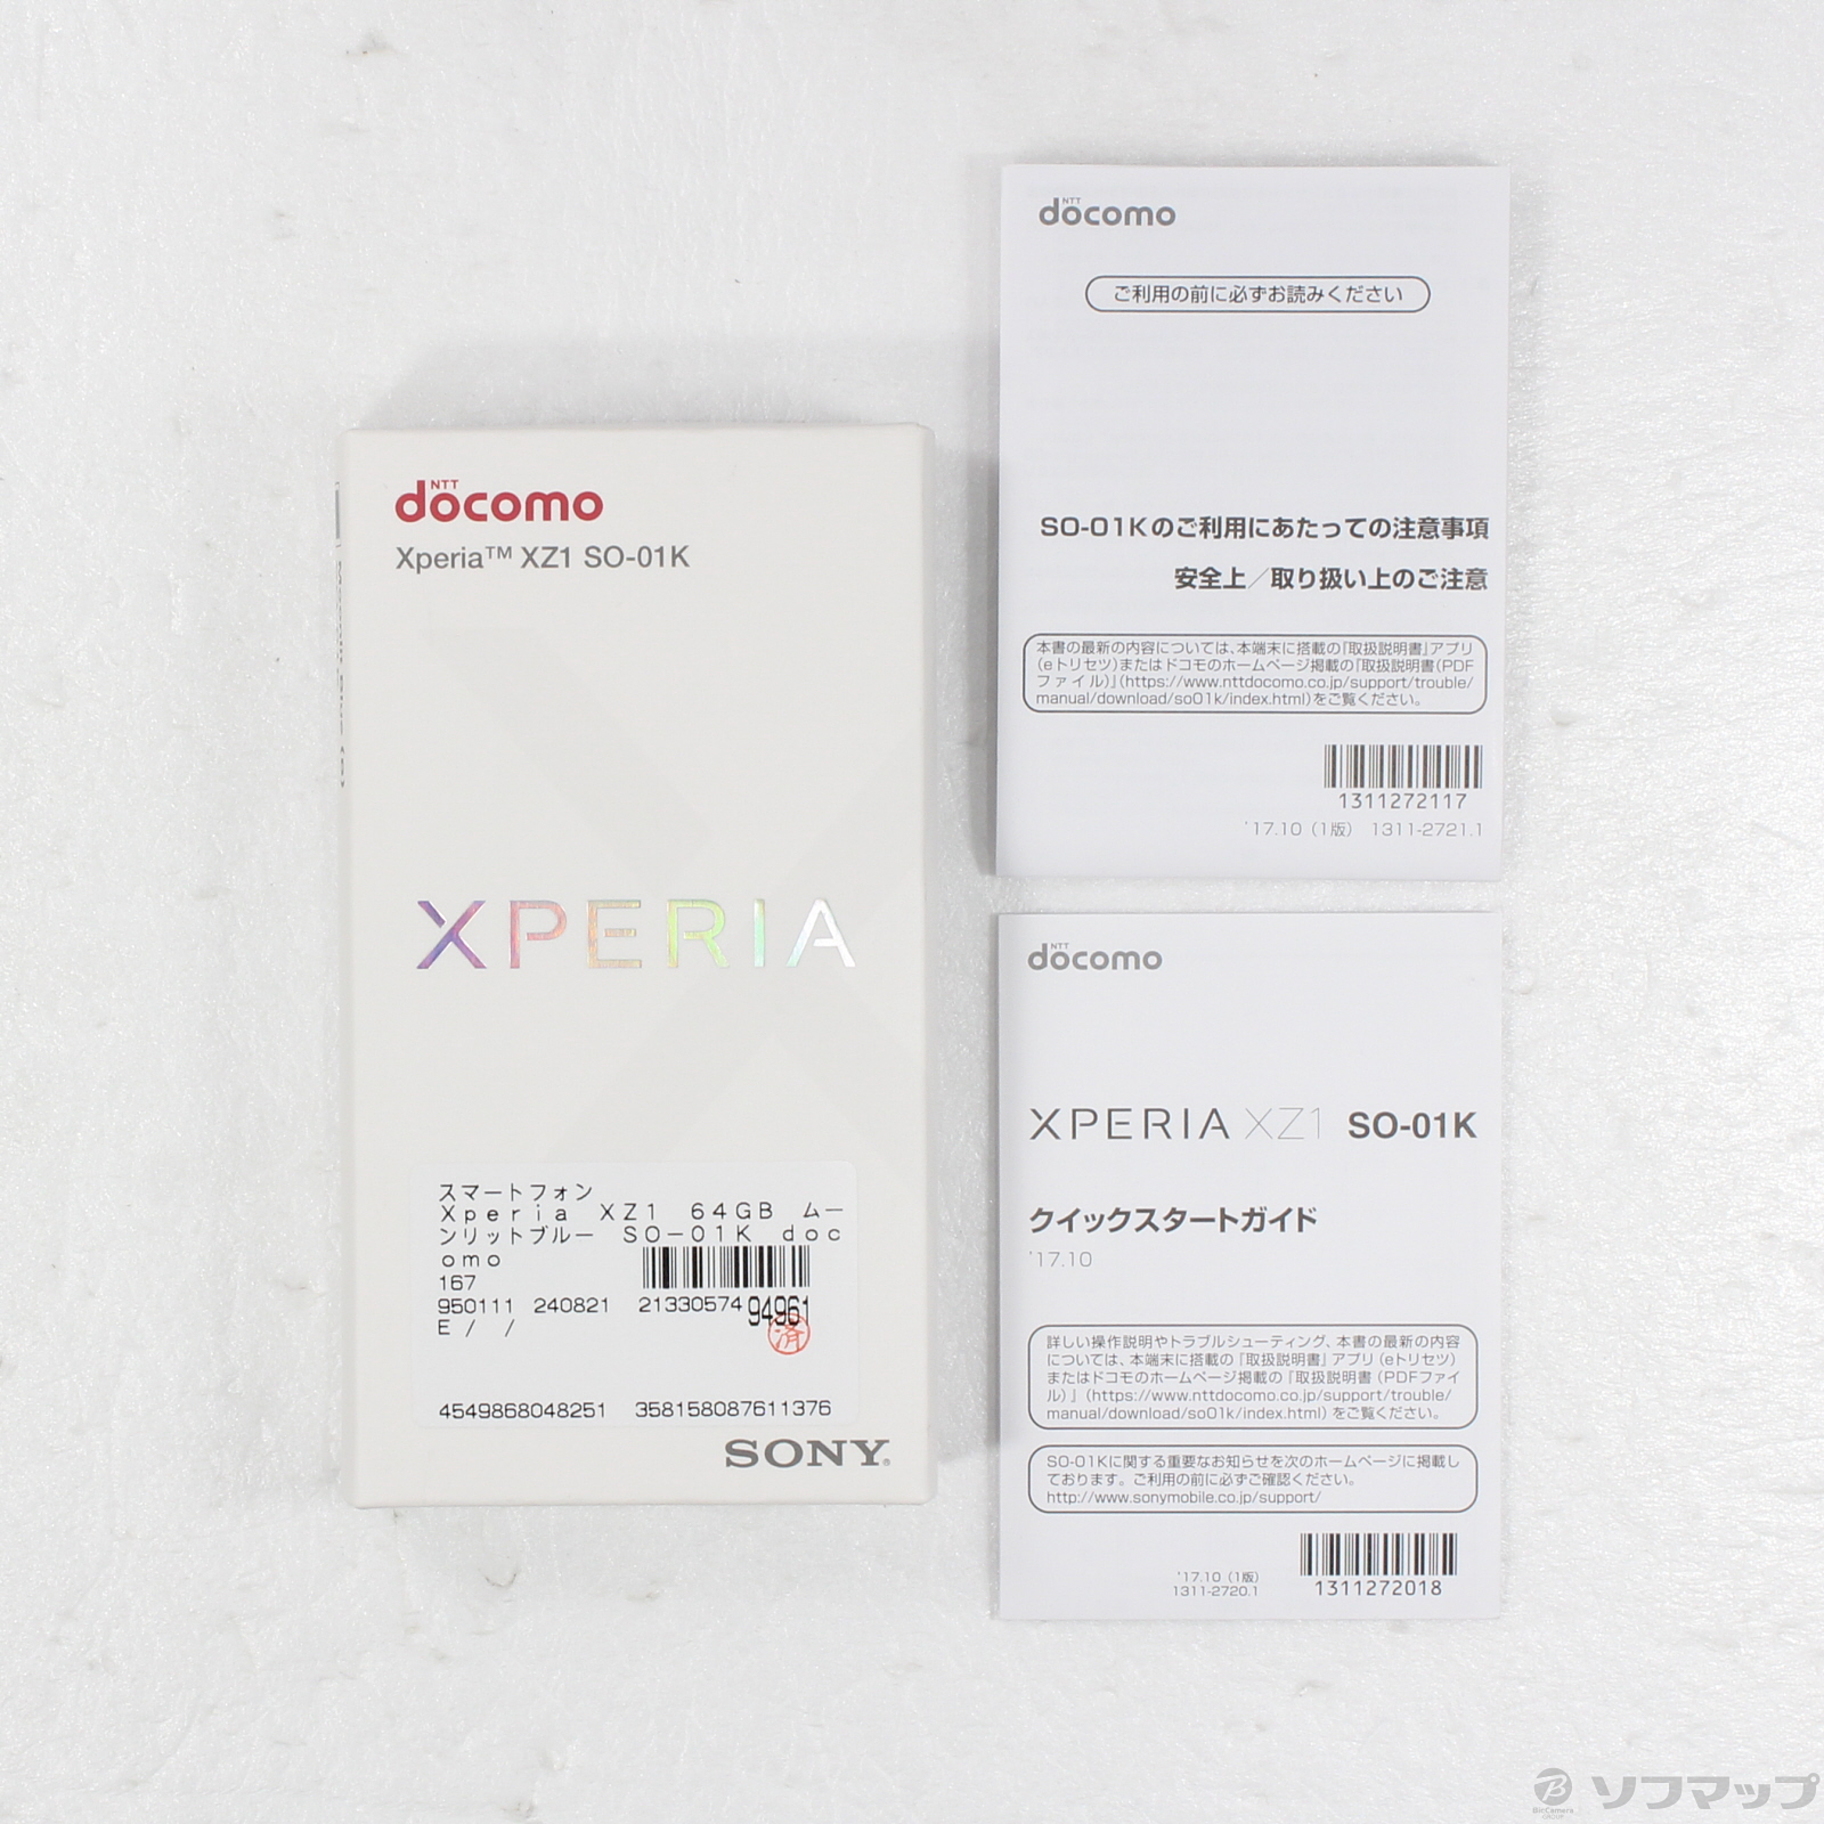 NTT
docomo
Xperia™ XZ1 SO-01K
XPERIA
スマートフォン
Xperia XZ1 64GB ムー
ンリットブルー SO-01K doc
omo
167
950111 240821 21330574 94961
E / /
済
4549868048251 358158087611376
SONY
NTT
docomo
ご利用の前に必ずお読みください
SO-01Kのご利用にあたっての注意事項
安全上／取り扱い上のご注意
本書の最新の内容については、本端末に搭載の『取扱説明書』アプリ
(eトリセツ)またはドコモのホームページ掲載の『取扱説明書(PDF
ファイル)』(https://www.nttdocomo.co.jp/support/trouble/
manual/download/so01k/index.html)をご覧ください。
1311272117
'17.10 (1版) 1311-2721.1
NTT
docomo
XPERIA XZ1 SO-01K
クイックスタートガイド
'17.10
詳しい操作説明やトラブルシューティング、本書の最新の内容
については、本端末に搭載の『取扱説明書』アプリ(eトリセツ)
またはドコモのホームページ掲載の『取扱説明書(PDFファイ
ル)』(https://www.nttdocomo.co.jp/support/trouble/
manual/download/so01k/index.html)をご覧ください。
SO-01Kに関する重要なお知らせを次のホームページに掲載し
ております。ご利用の前に必ずご確認ください。
http://www.sonymobile.co.jp/support/
'17.10 (1版)
1311-2720.1
1311272018
BicCamera
GROUP
ソフマップ